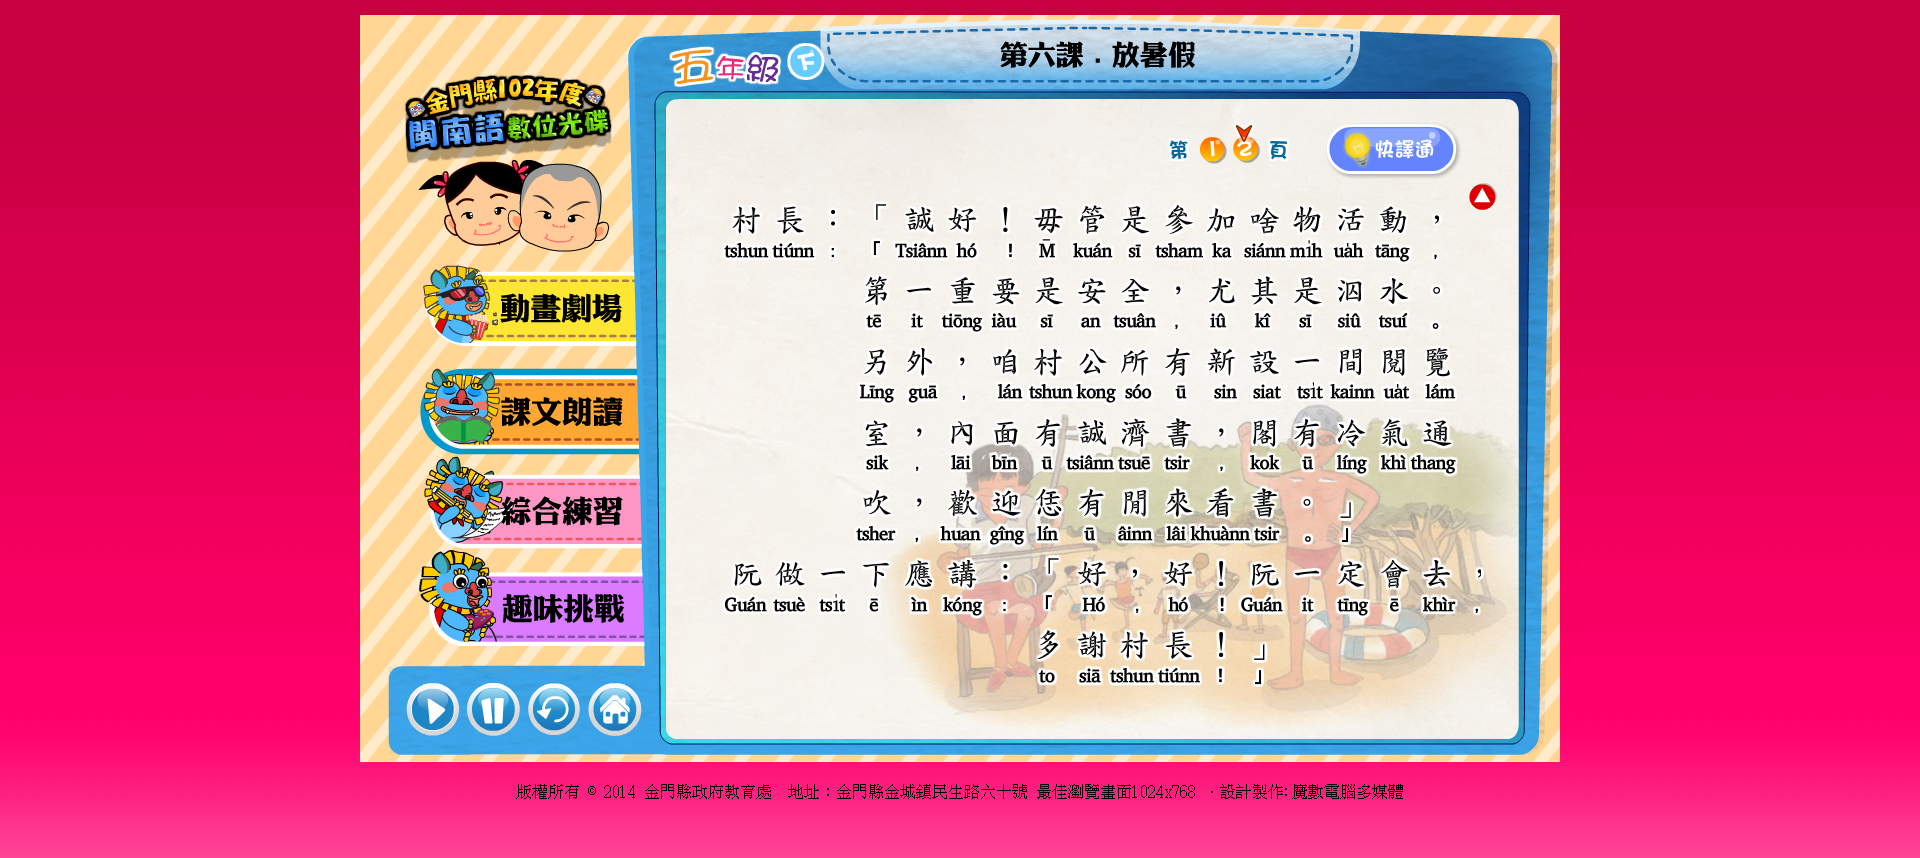 五年級 下
第六課．放暑假
金門縣102年度
閩南語數位光碟
第 1 2 頁
快譯通
動畫劇場
課文朗讀
綜合練習
趣味挑戰
村長：「誠好！毋管是參加啥物活動，
tshun tiúnn : 「 Tsiânn hó ! M̄ kuán sī tsham ka siánn mi̍h ua̍h tāng ,
第一重要是安全，尤其是泅水。
tē it tiōng iàu sī an tsuân , iû kî sī siû tsuí 。
另外，咱村公所有新設一間閱覽
Līng guā , lán tshun kong sóo ū sin siat tsi̍t kainn ua̍t lám
室，內面有誠濟書，閣有冷氣通
sik , lāi bīn ū tsiânn tsuē tsir , kok ū líng khì thang
吹，歡迎恁有閒來看書。」
tsher , huan gîng lín ū âinn lâi khuànn tsir 。」
阮做一下應講：「好，好！阮一定會去，
Guán tsuè tsi̍t ē ìn kóng : 「 Hó , hó ! Guán it tīng ē khìr ,
多謝村長！」
to siā tshun tiúnn ! 」
版權所有 © 2014 金門縣政府教育處 地址：金門縣金城鎮民生路六十號 最佳瀏覽畫面1024x768 ．設計製作:魔數電腦多媒體